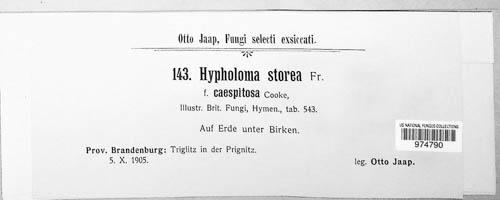 Otto Jaap, Fungi selecti exsiccati.
143. Hypholoma storea Fr.
f. caespitosa Cooke,
Illustr. Brit. Fungi, Hymen., tab. 543.
Auf Erde unter Birken.
Prov. Brandenburg: Triglitz in der Prignitz.
5. X. 1905.
leg. Otto Jaap.
US NATIONAL FUNGUS COLLECTIONS
974790